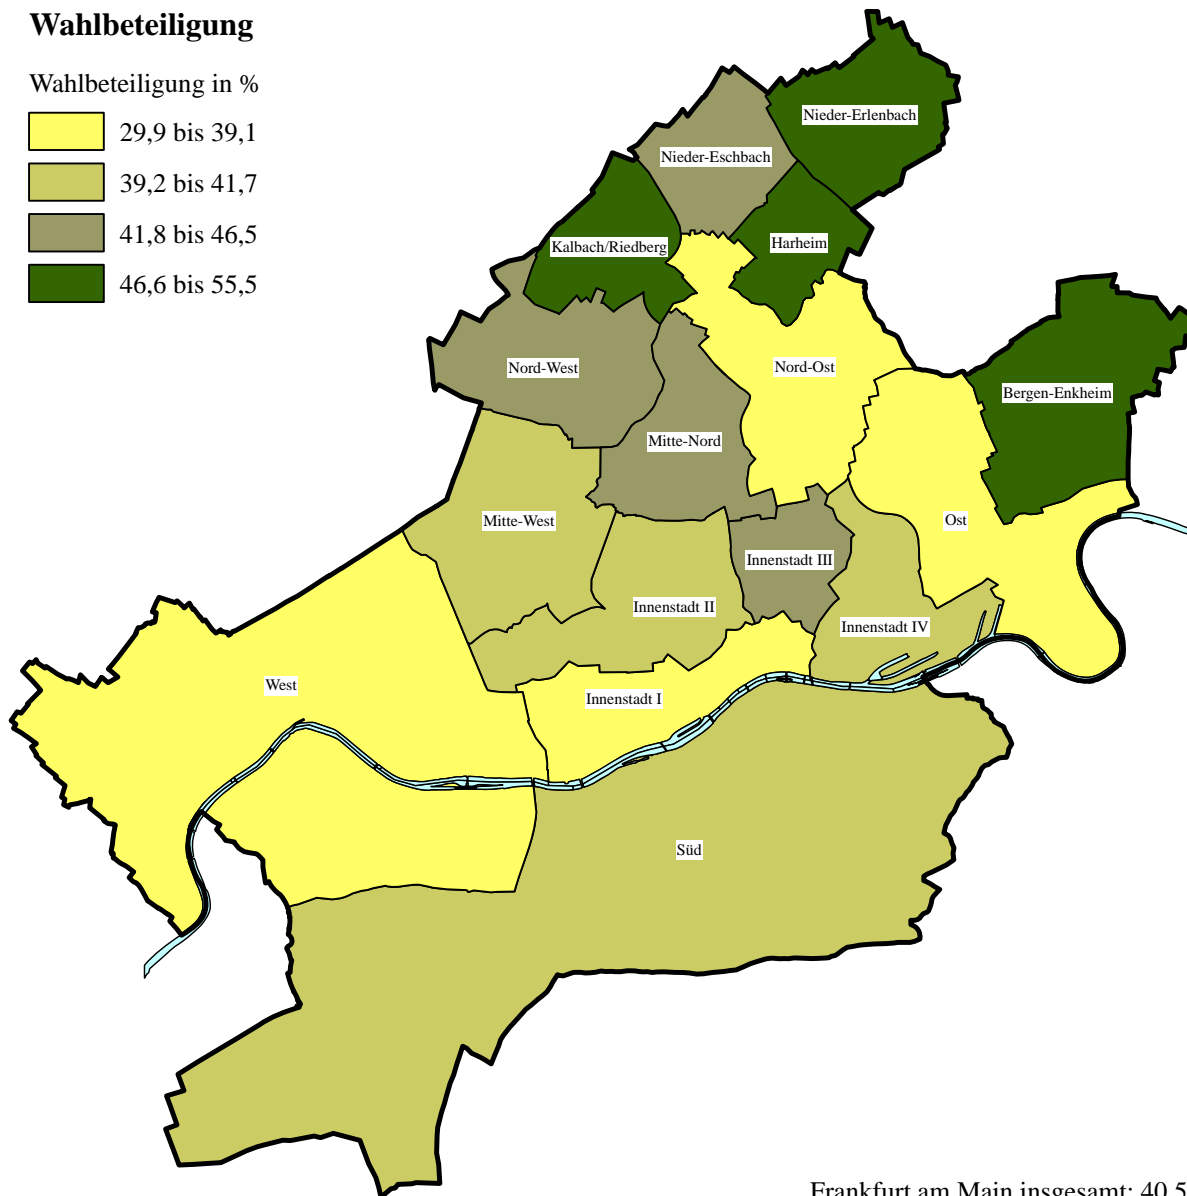 Wahlbeteiligung
Wahlbeteiligung in %
29,9 bis 39,1
39,2 bis 41,7
41,8 bis 46,5
46,6 bis 55,5
Nieder-Erlenbach
Nieder-Eschbach
Kalbach/Riedberg
Harheim
Nord-West
Nord-Ost
Bergen-Enkheim
Mitte-Nord
Mitte-West
Ost
Innenstadt III
Innenstadt II
Innenstadt IV
West
Innenstadt I
Süd
Frankfurt am Main insgesamt: 40,5